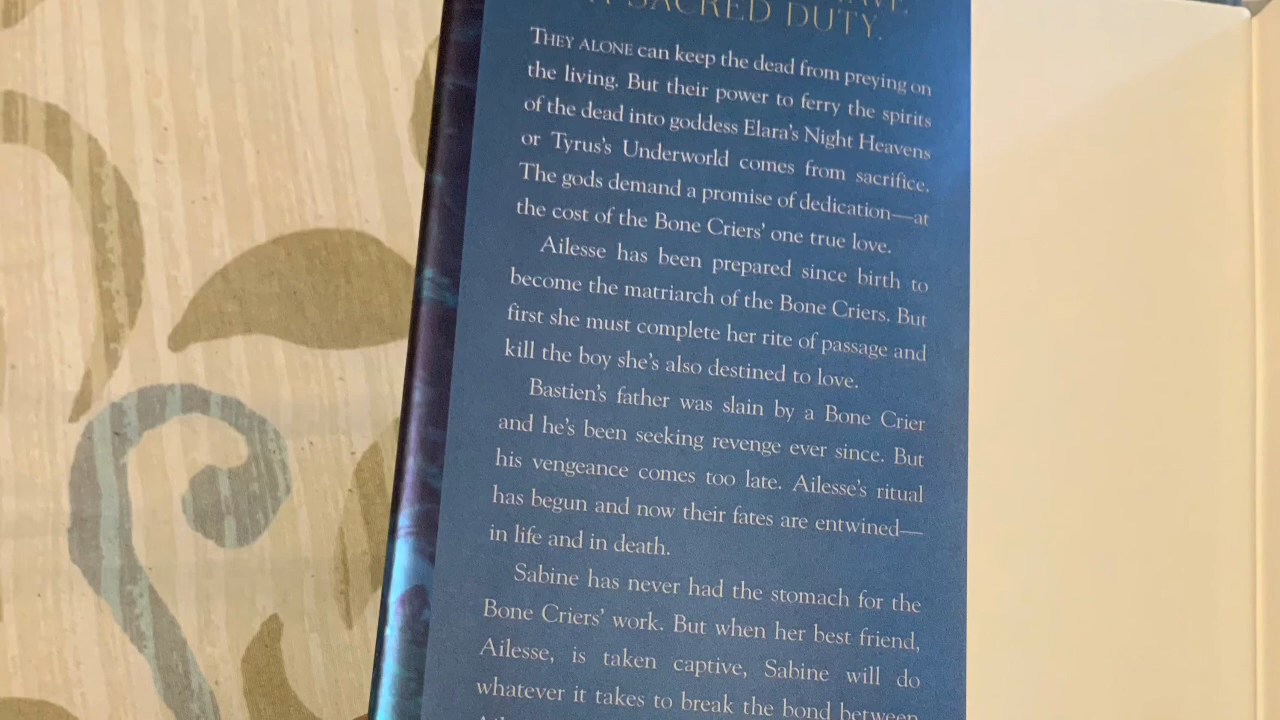 A SACRED DUTY.
THEY ALONE can keep the dead from preying on
the living. But their power to ferry the spirits
of the dead into goddess Elara's Night Heavens
or Tyrus's Underworld comes from sacrifice.
The gods demand a promise of dedication—at
the cost of the Bone Criers' one true love.
Ailesse has been prepared since birth to
become the matriarch of the Bone Criers. But
first she must complete her rite of passage and
kill the boy she's also destined to love.
Bastien's father was slain by a Bone Crier
and he's been seeking revenge ever since. But
his vengeance comes too late. Ailesse's ritual
has begun and now their fates are entwined—
in life and in death.
Sabine has never had the stomach for the
Bone Criers' work. But when her best friend,
Ailesse, is taken captive, Sabine will do
whatever it takes to break the bond between